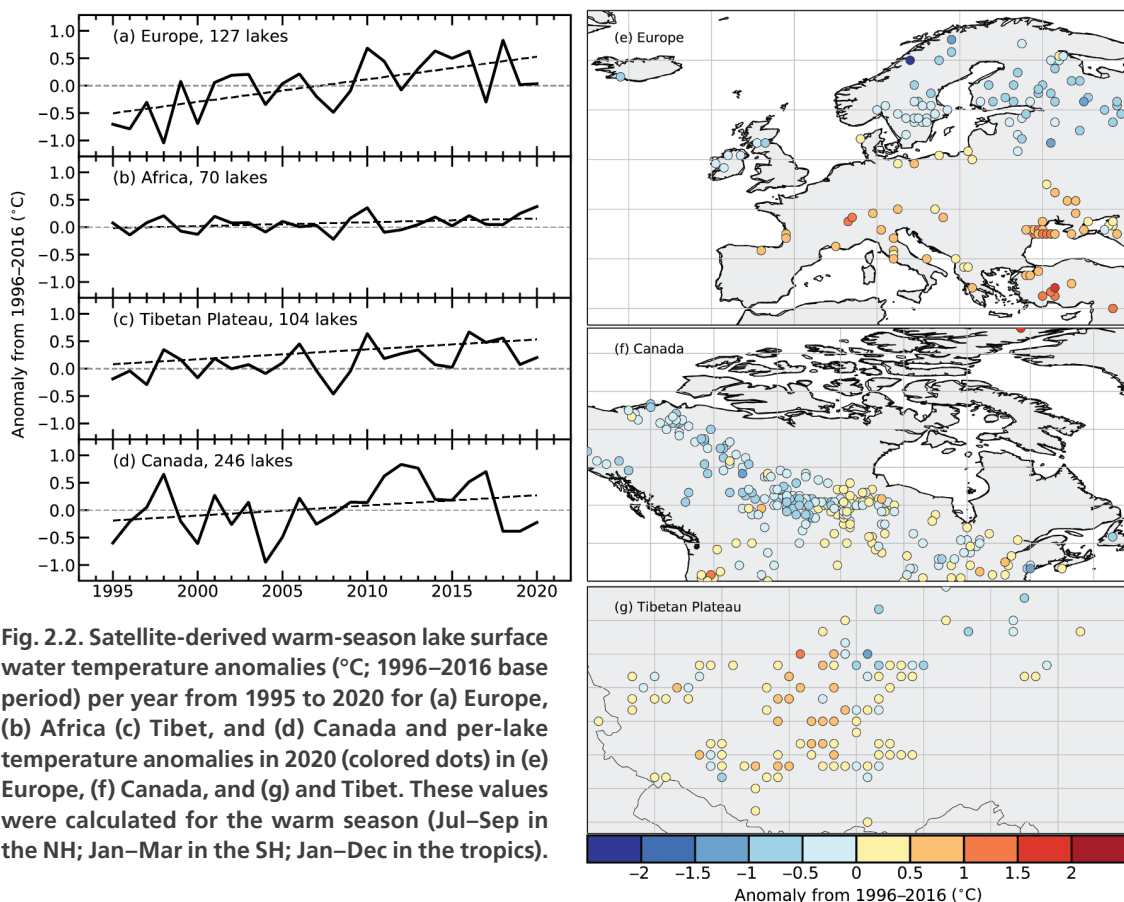 (a) Europe, 127 lakes
1.0
0.5
0.0
−0.5
−1.0
(b) Africa, 70 lakes
1.0
0.5
0.0
−0.5
−1.0
(c) Tibetan Plateau, 104 lakes
1.0
0.5
0.0
−0.5
−1.0
(d) Canada, 246 lakes
1.0
0.5
0.0
−0.5
−1.0
Anomaly from 1996–2016 (°C)
1995 2000 2005 2010 2015 2020
Fig. 2.2. Satellite-derived warm-season lake surface
water temperature anomalies (°C; 1996–2016 base
period) per year from 1995 to 2020 for (a) Europe,
(b) Africa (c) Tibet, and (d) Canada and per-lake
temperature anomalies in 2020 (colored dots) in (e)
Europe, (f) Canada, and (g) and Tibet. These values
were calculated for the warm season (Jul–Sep in
the NH; Jan–Mar in the SH; Jan–Dec in the tropics).
(e) Europe
(f) Canada
(g) Tibetan Plateau
−2 −1.5 −1 −0.5 0 0.5 1 1.5 2
Anomaly from 1996–2016 (°C)